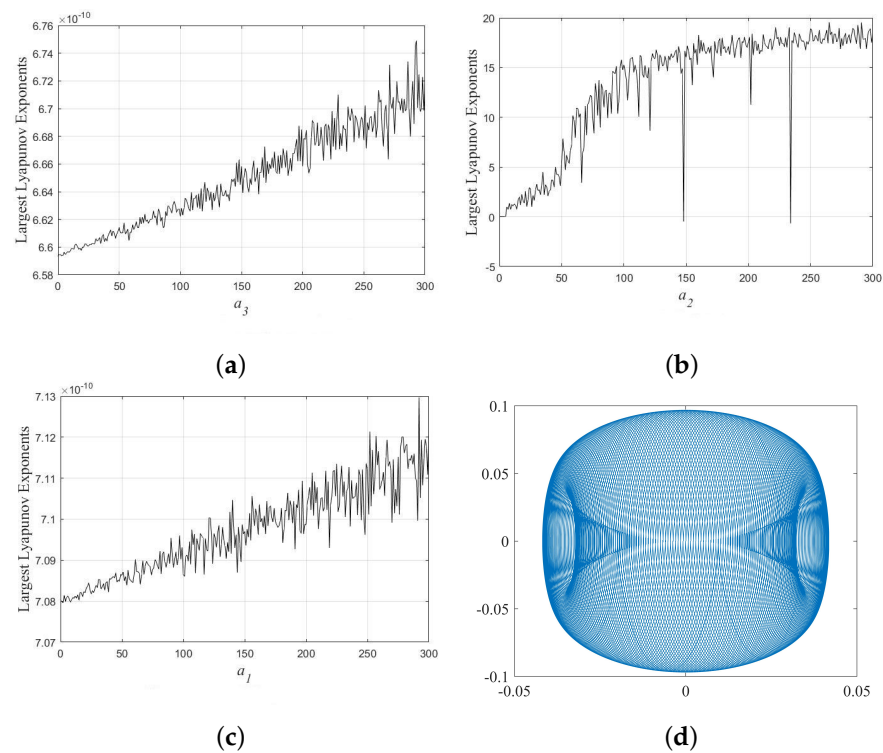 ×10⁻¹⁰
6.76
6.74
6.72
6.7
6.68
6.66
6.64
6.62
6.6
6.58
Largest Lyapunov Exponents
0 50 100 150 200 250 300
a₃
(a)
20
15
10
5
0
-5
Largest Lyapunov Exponents
0 50 100 150 200 250 300
a₂
(b)
×10⁻¹⁰
7.13
7.12
7.11
7.1
7.09
7.08
7.07
Largest Lyapunov Exponents
0 50 100 150 200 250 300
a₁
(c)
0.1
0.05
0
-0.05
-0.1
-0.05 0 0.05
(d)